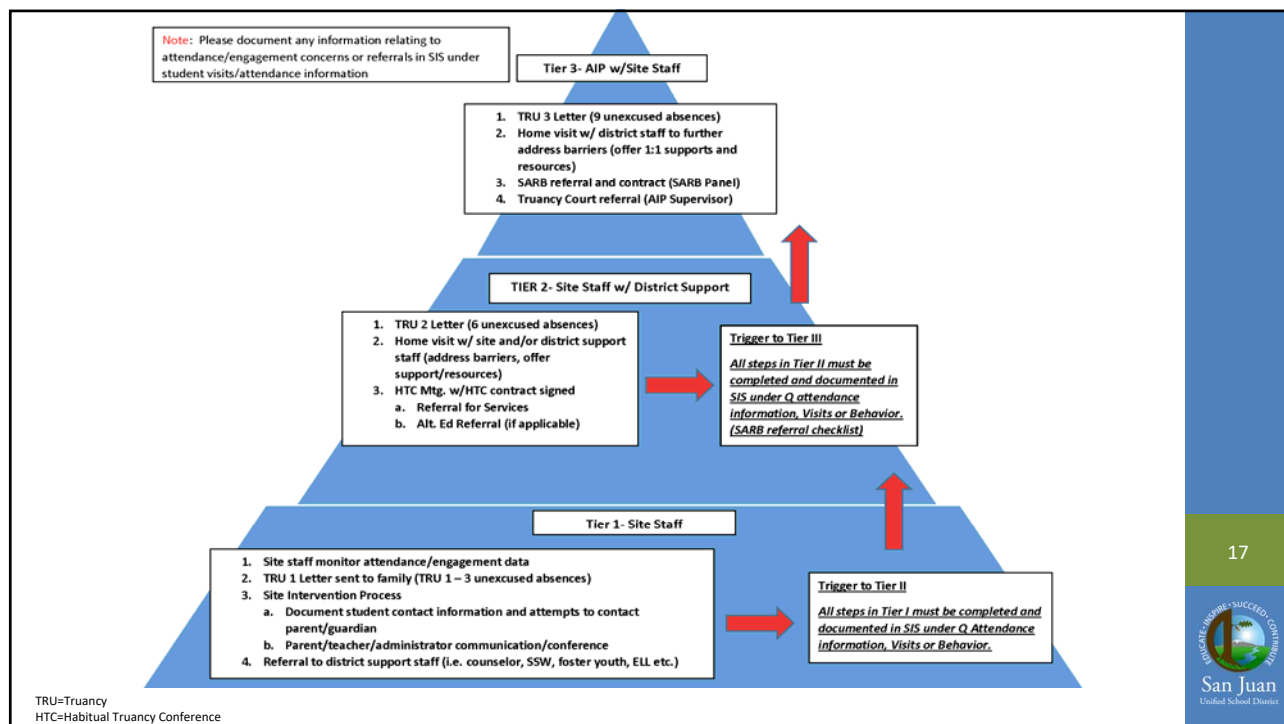 Note: Please document any information relating to
attendance/engagement concerns or referrals in SIS under
student visits/attendance information
Tier 3- AIP w/Site Staff
1. TRU 3 Letter (9 unexcused absences)
2. Home visit w/ district staff to further
address barriers (offer 1:1 supports and
resources)
3. SARB referral and contract (SARB Panel)
4. Truancy Court referral (AIP Supervisor)
TIER 2- Site Staff w/ District Support
1. TRU 2 Letter (6 unexcused absences)
2. Home visit w/ site and/or district support
staff (address barriers, offer
support/resources)
3. HTC Mtg. w/HTC contract signed
a. Referral for Services
b. Alt. Ed Referral (if applicable)
Trigger to Tier III
All steps in Tier II must be
completed and documented in
SIS under Q attendance
information, Visits or Behavior.
(SARB referral checklist)
Tier 1- Site Staff
1. Site staff monitor attendance/engagement data
2. TRU 1 Letter sent to family (TRU 1 – 3 unexcused absences)
3. Site Intervention Process
a. Document student contact information and attempts to contact
parent/guardian
b. Parent/teacher/administrator communication/conference
4. Referral to district support staff (i.e. counselor, SSW, foster youth, ELL etc.)
Trigger to Tier II
All steps in Tier I must be completed and
documented in SIS under Q Attendance
information, Visits or Behavior.
TRU=Truancy
HTC=Habitual Truancy Conference
17
EDUCATE • INSPIRE • SUCCEED • CONTRIBUTE
San Juan
Unified School District